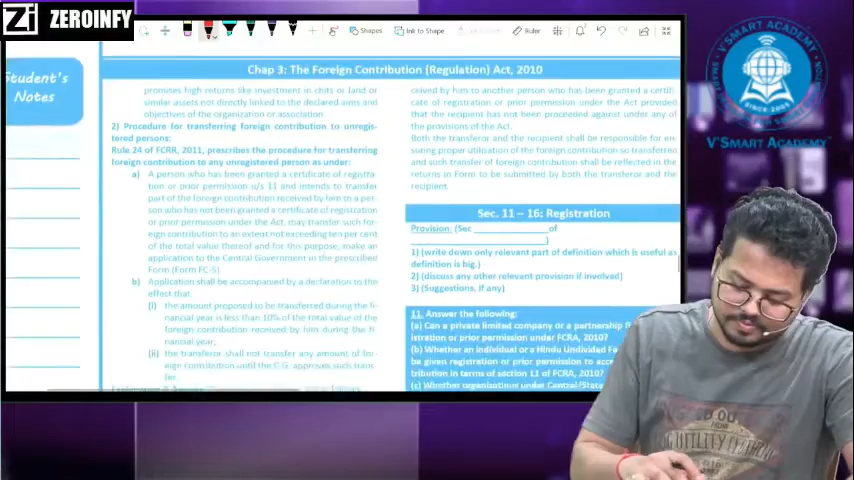 Zi ZEROINFY
Shapes
Ink to Shape
Ruler
Student's
Notes
Chap 3: The Foreign Contribution (Regulation) Act, 2010
promises high returns like investment in chits or land or
similar assets not directly linked to the declared aims and
objectives of the organization or association
2) Procedure for transferring foreign contribution to unregis-
tered persons:
Rule 24 of FCRR, 2011, prescribes the procedure for transferring
foreign contribution to any unregistered person as under:
a) A person who has been granted a certificate of registra-
tion or prior permission u/s 11 and intends to transfer
part of the foreign contribution received by him to a per-
son who has not been granted a certificate of registration
or prior permission under the Act, may transfer such for-
eign contribution to an extent not exceeding ten per cent
of the total value thereof and for this purpose, make an
application to the Central Government in the prescribed
Form (Form FC-5)
b) Application shall be accompanied by a declaration to the
effect that.
(i) the amount proposed to be transferred during the fi-
nancial year is less than 10% of the total value of the
foreign contribution received by him during the fi-
nancial year;
(ii) the transferor shall not transfer any amount of for-
eign contribution until the C.G. approves such trans-
fer.
ceived by him to another person who has been granted a certifi-
cate of registration or prior permission under the Act provided
that the recipient has not been proceeded against under any of
the provisions of the Act.
Both the transferor and the recipient shall be responsible for en-
suring proper utilisation of the foreign contribution so transferred
and such transfer of foreign contribution shall be reflected in the
returns in Form to be submitted by both the transferor and the
recipient.
Sec. 11 – 16: Registration
Provision: (Sec ________________of
______________________)
1) (write down only relevant part of definition which is useful as
definition is big.)
2) (discuss any other relevant provision if involved)
3) (Suggestions, if any)
11. Answer the following:
(a) Can a private limited company or a partnership
istration or prior permission under FCRA, 2010?
(b) Whether an individual or a Hindu Undivided Fa
be given registration or prior permission to acc
tribution in terms of section 11 of FCRA, 2010?
(c) Whether organisations under Central/State
V'SMART ACADEMY
SINCE 2005
V'SMART ACADEMY